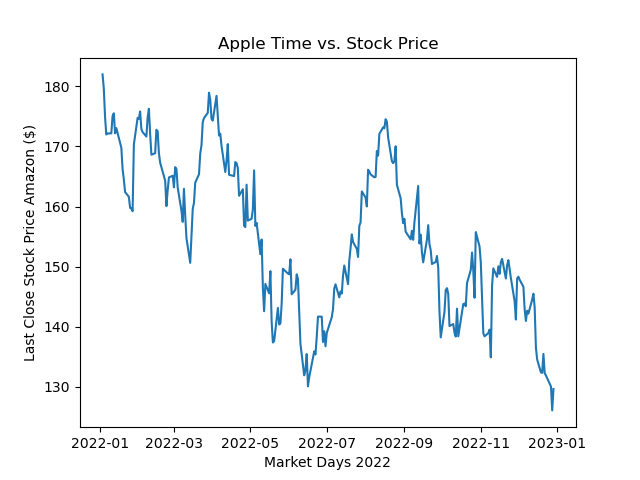 Apple Time vs. Stock Price
Last Close Stock Price Amazon ($)
180
170
160
150
140
130
2022-01 2022-03 2022-05 2022-07 2022-09 2022-11 2023-01
Market Days 2022